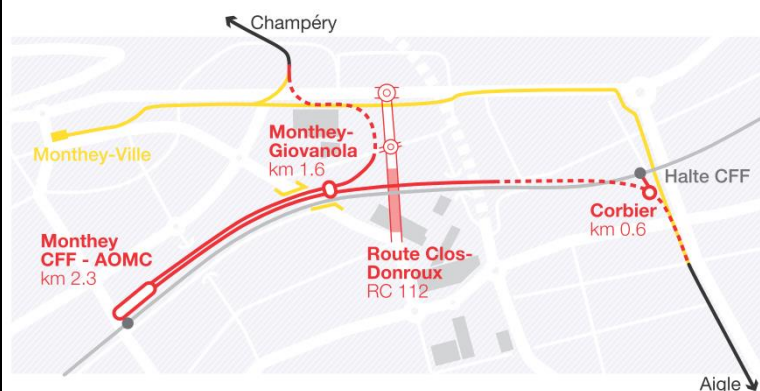 Champéry
Monthey-Ville
Monthey-
Giovanola
km 1.6
Halte CFF
Corbier
km 0.6
Monthey
CFF - AOMC
km 2.3
Route Clos-
Donroux
RC 112
Aigle